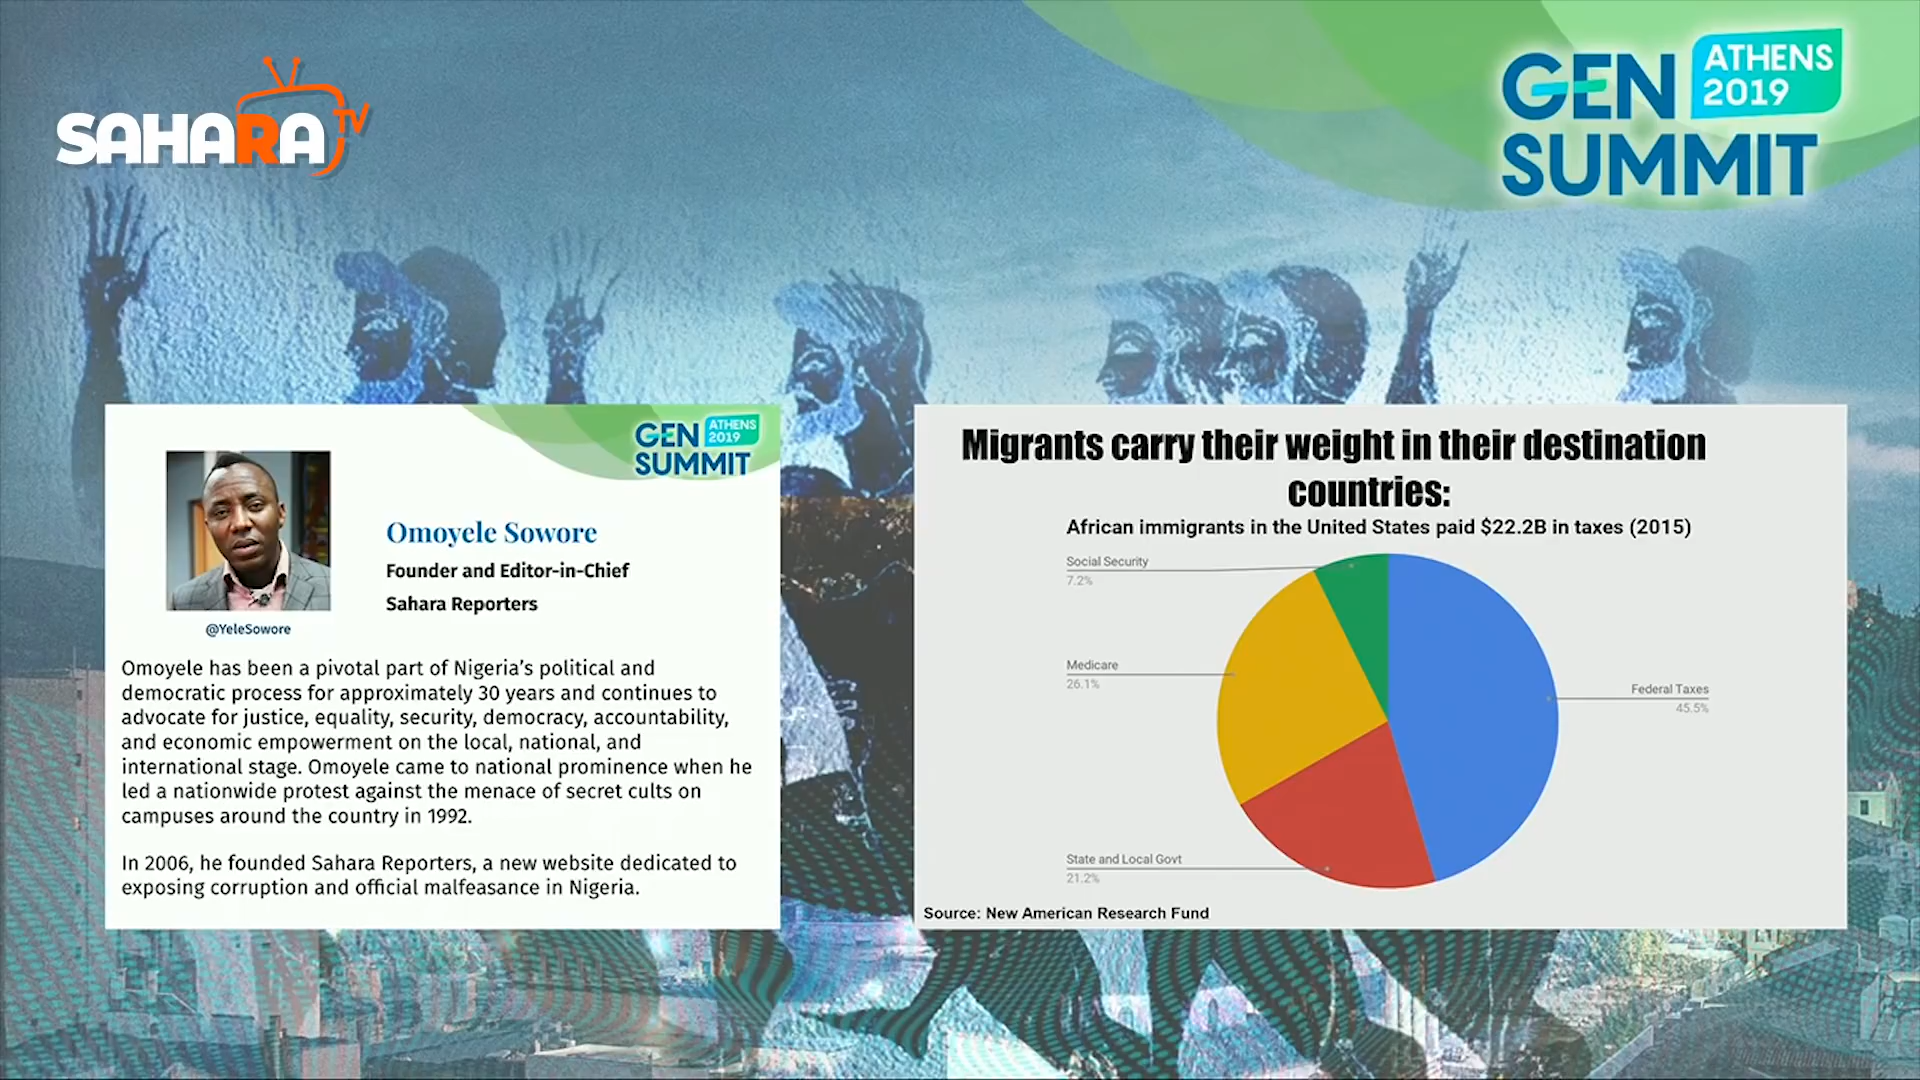 SAHARA TV
GEN ATHENS
2019
SUMMIT
GEN ATHENS
2019
SUMMIT
Omoyele Sowore
Founder and Editor-in-Chief
Sahara Reporters
@YeleSowore
Omoyele has been a pivotal part of Nigeria’s political and
democratic process for approximately 30 years and continues to
advocate for justice, equality, security, democracy, accountability,
and economic empowerment on the local, national, and
international stage. Omoyele came to national prominence when he
led a nationwide protest against the menace of secret cults on
campuses around the country in 1992.
In 2006, he founded Sahara Reporters, a new website dedicated to
exposing corruption and official malfeasance in Nigeria.
Migrants carry their weight in their destination
countries:
African immigrants in the United States paid $22.2B in taxes (2015)
Social Security
7.2%
Medicare
26.1%
Federal Taxes
45.5%
State and Local Govt
21.2%
Source: New American Research Fund